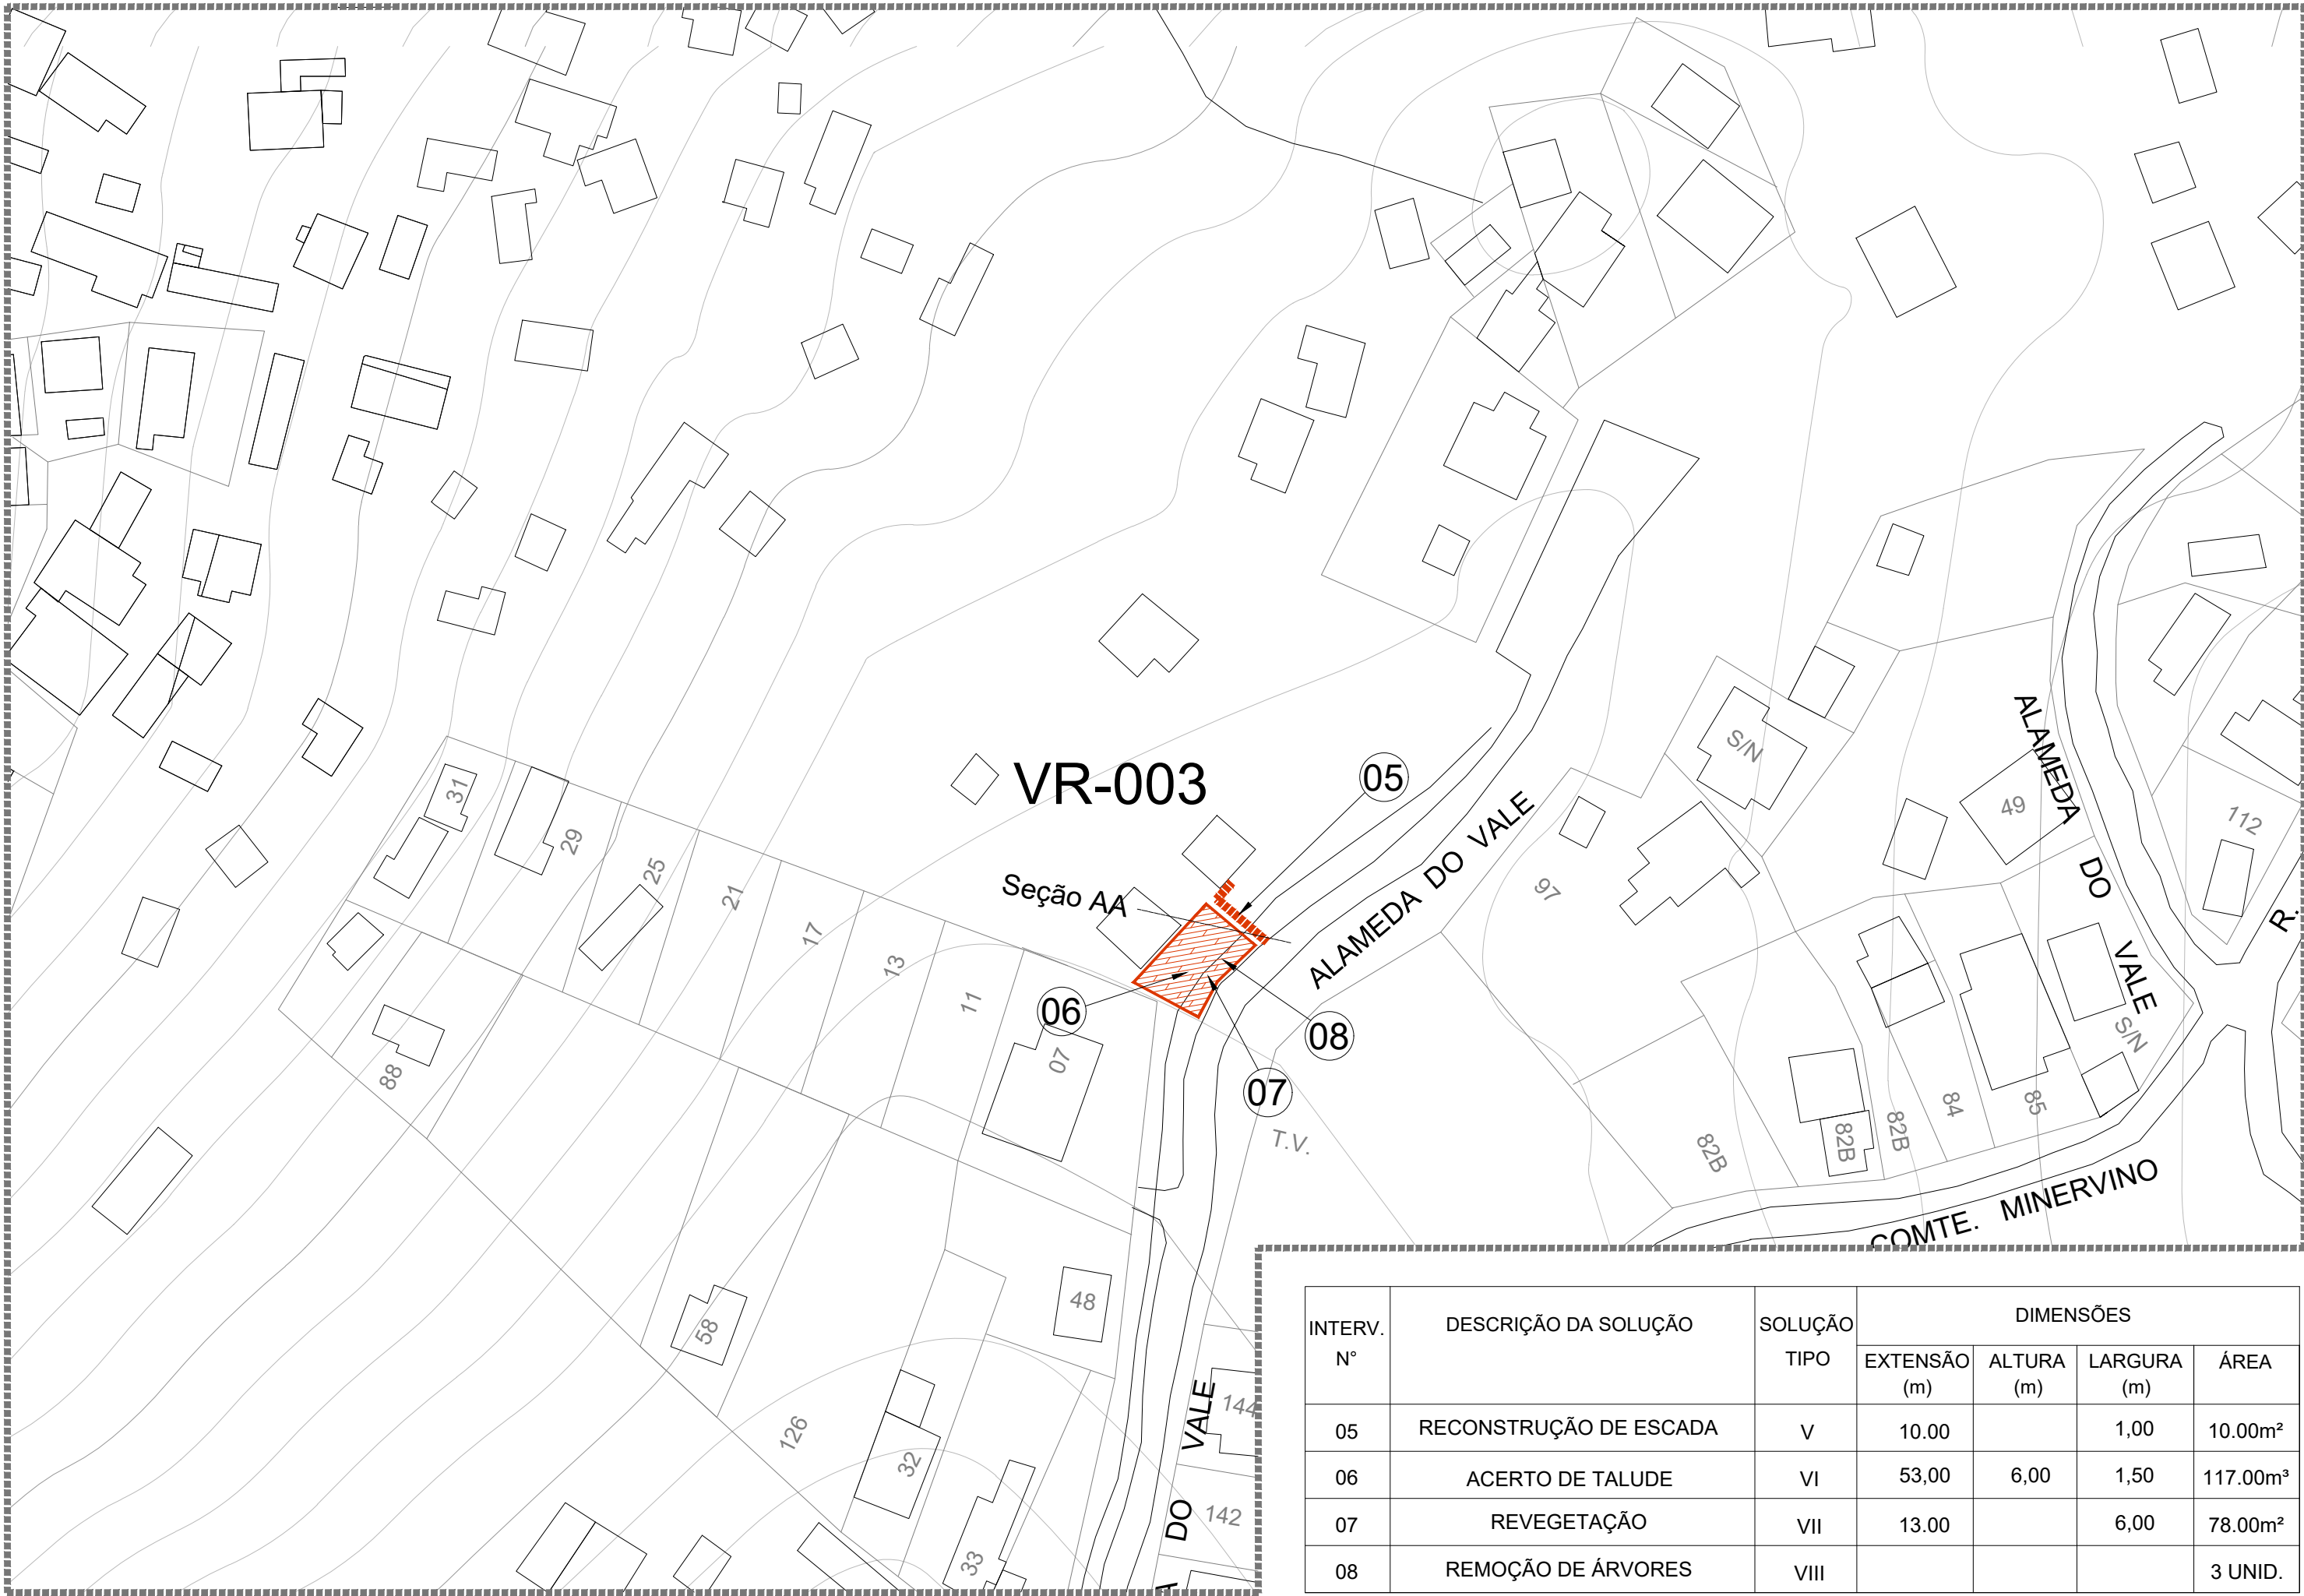 VR-003
05
Seção AA
ALAMEDA DO VALE
06
08
07
T.V.
31
29
25
21
17
13
11
07
88
58
126
32
33
48
144
142
97
S/N
49
112
82B
82B
82B
84
85
S/N
ALAMEDA DO VALE
R.
COMTE. MINERVINO
A DO VALE
INTERV. N°
DESCRIÇÃO DA SOLUÇÃO
SOLUÇÃO TIPO
DIMENSÕES
EXTENSÃO (m)
ALTURA (m)
LARGURA (m)
ÁREA
05 RECONSTRUÇÃO DE ESCADA V 10.00 1,00 10.00m²
06 ACERTO DE TALUDE VI 53,00 6,00 1,50 117.00m³
07 REVEGETAÇÃO VII 13.00 6,00 78.00m²
08 REMOÇÃO DE ÁRVORES VIII 3 UNID.